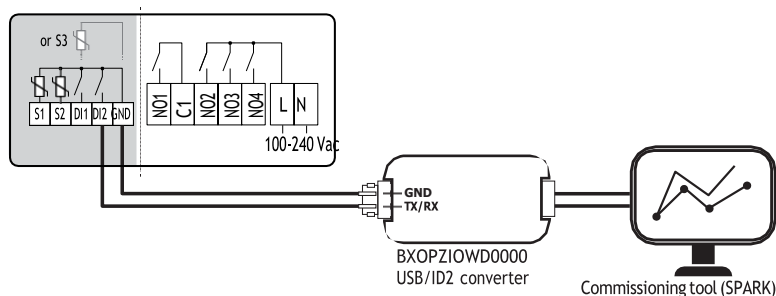 or S3
S1 S2 DI1 DI2 GND
NO1 C1 NO2 NO3 NO4 L N
100-240 Vac
GND
TX/RX
BXOPZIOWD0000
USB/ID2 converter
Commissioning tool (SPARK)